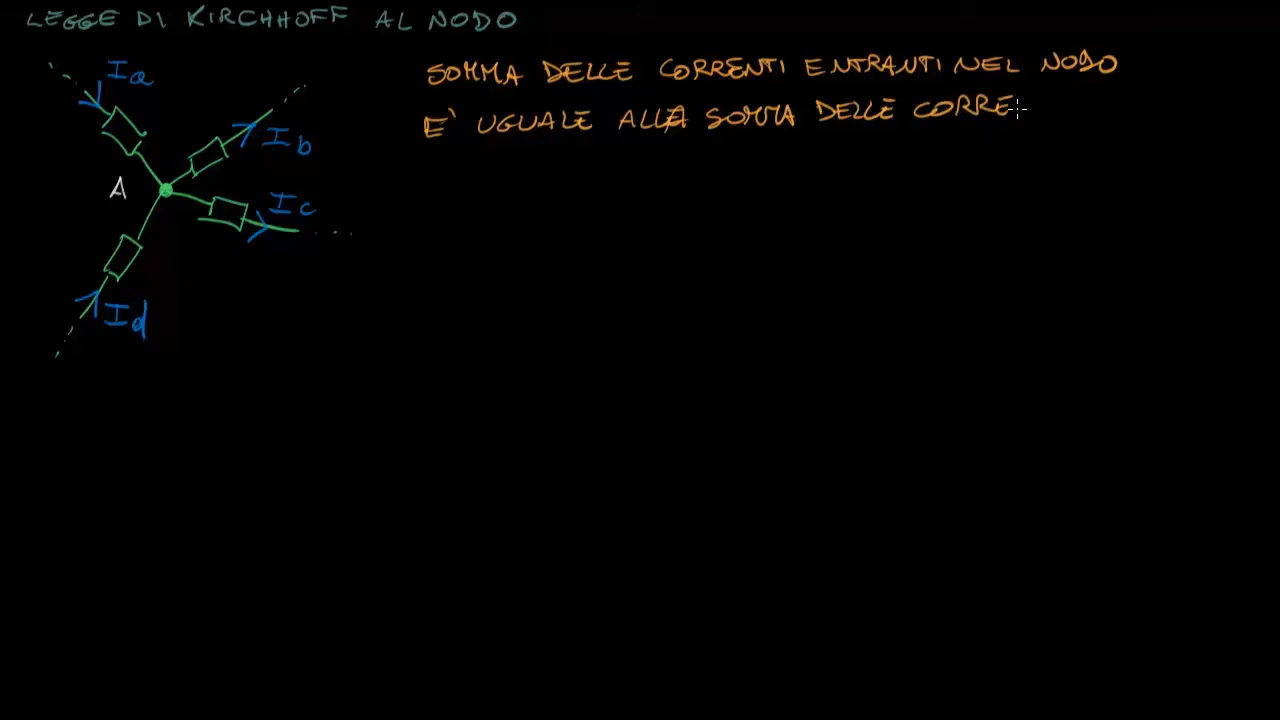 LEGGE DI KIRCHHOFF AL NODO
SOMMA DELLE CORRENTI ENTRANTI NEL NODO
E' UGUALE ALLA SOMMA DELLE CORRE
Ia
Ib
A
Ic
Id